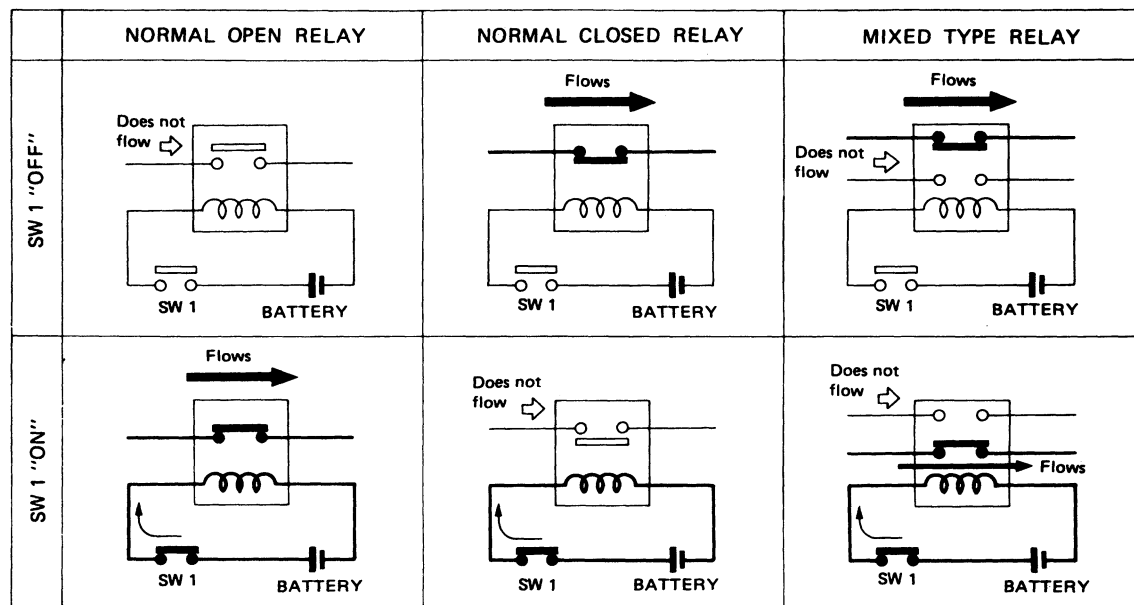 NORMAL OPEN RELAY
NORMAL CLOSED RELAY
MIXED TYPE RELAY
SW 1 "OFF"
Does not
flow
SW 1
BATTERY
Flows
SW 1
BATTERY
Flows
Does not
flow
SW 1
BATTERY
SW 1 "ON"
Flows
SW 1
BATTERY
Does not
flow
SW 1
BATTERY
Does not
flow
Flows
SW 1
BATTERY